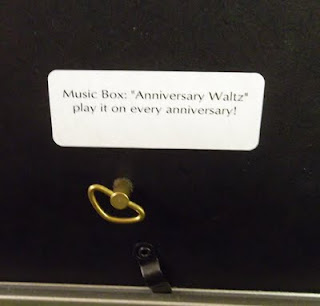 Music Box: "Anniversary Waltz"
play it on every anniversary!